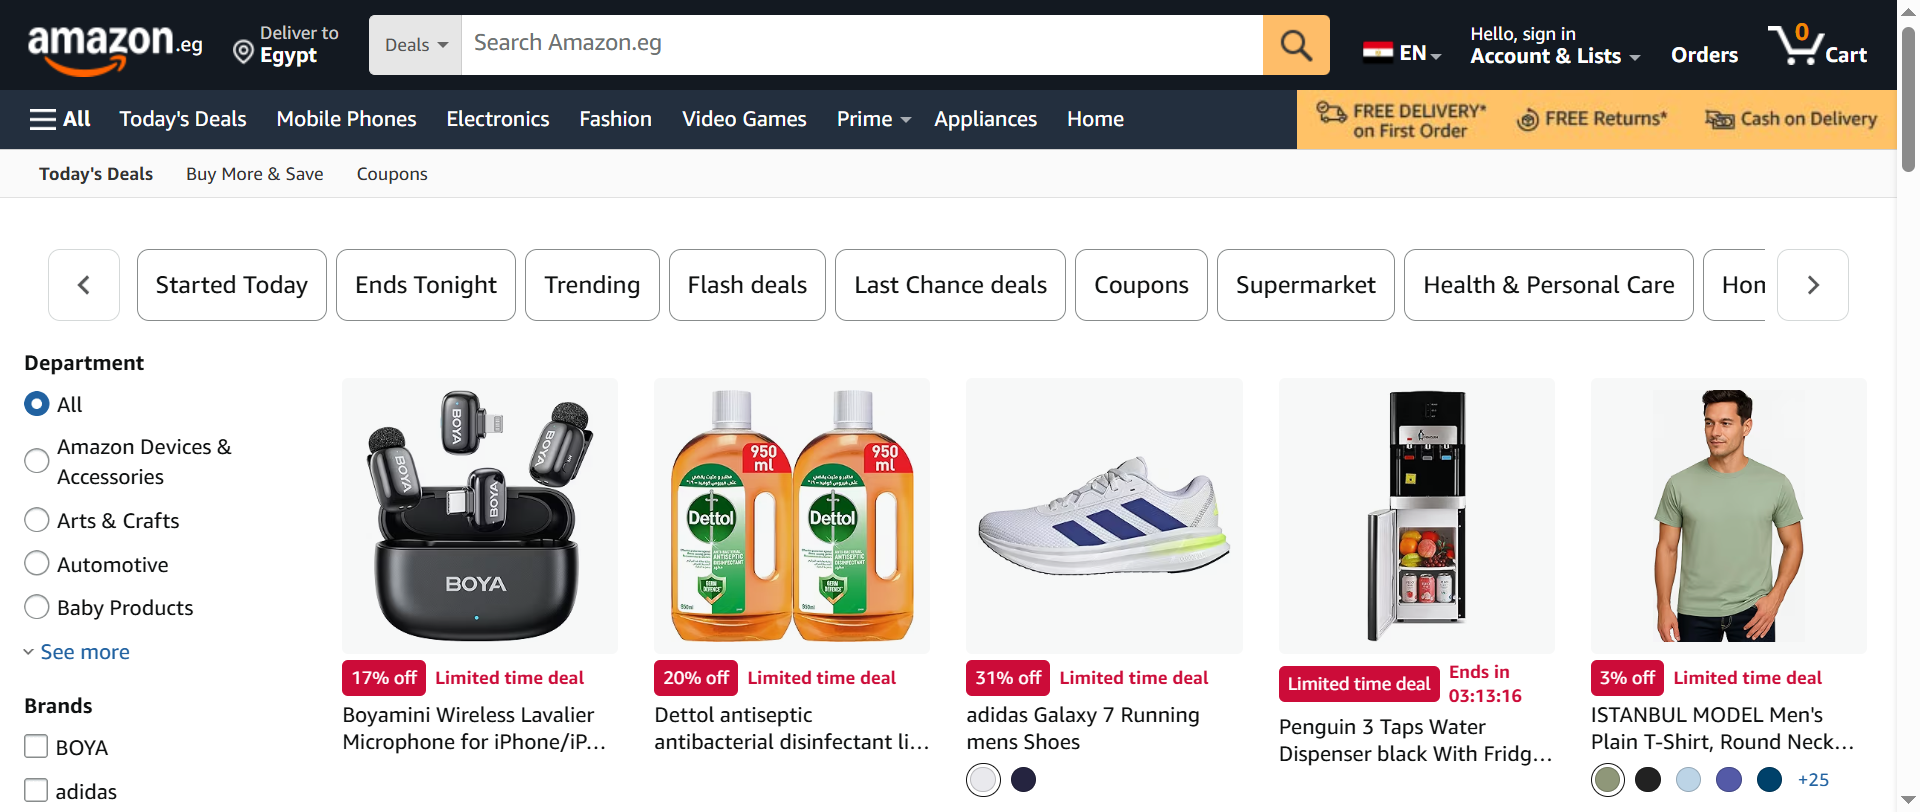 amazon.eg
Deliver to
Egypt
Deals
Search Amazon.eg
EN
Hello, sign in
Account & Lists
Orders
0
Cart
All
Today's Deals
Mobile Phones
Electronics
Fashion
Video Games
Prime
Appliances
Home
FREE DELIVERY*
on First Order
FREE Returns*
Cash on Delivery
Today's Deals
Buy More & Save
Coupons
Started Today
Ends Tonight
Trending
Flash deals
Last Chance deals
Coupons
Supermarket
Health & Personal Care
Hon
Department
All
Amazon Devices &
Accessories
Arts & Crafts
Automotive
Baby Products
See more
Brands
BOYA
adidas
BOYA
BOYA
BOYA
BOYA
BOYA
17% off
Limited time deal
Boyamini Wireless Lavalier
Microphone for iPhone/iP...
950
ml
Dettol
ANTISEPTIC
DISINFECTANT
950
ml
Dettol
ANTISEPTIC
DISINFECTANT
20% off
Limited time deal
Dettol antiseptic
antibacterial disinfectant li...
31% off
Limited time deal
adidas Galaxy 7 Running
mens Shoes
Limited time deal
Ends in
03:13:16
Penguin 3 Taps Water
Dispenser black With Fridg...
3% off
Limited time deal
ISTANBUL MODEL Men's
Plain T-Shirt, Round Neck...
+25